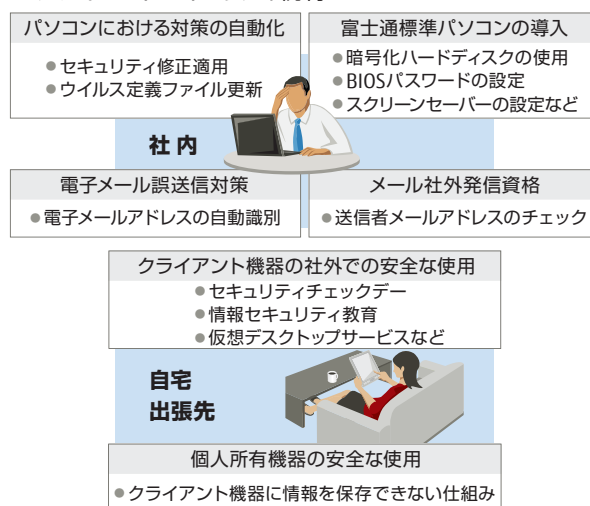 パソコンにおける対策の自動化
●セキュリティ修正適用
●ウイルス定義ファイル更新
富士通標準パソコンの導入
●暗号化ハードディスクの使用
●BIOSパスワードの設定
●スクリーンセーバーの設定など
社内
電子メール誤送信対策
●電子メールアドレスの自動識別
メール社外発信資格
●送信者メールアドレスのチェック
クライアント機器の社外での安全な使用
●セキュリティチェックデー
●情報セキュリティ教育
●仮想デスクトップサービスなど
自宅
出張先
個人所有機器の安全な使用
●クライアント機器に情報を保存できない仕組み